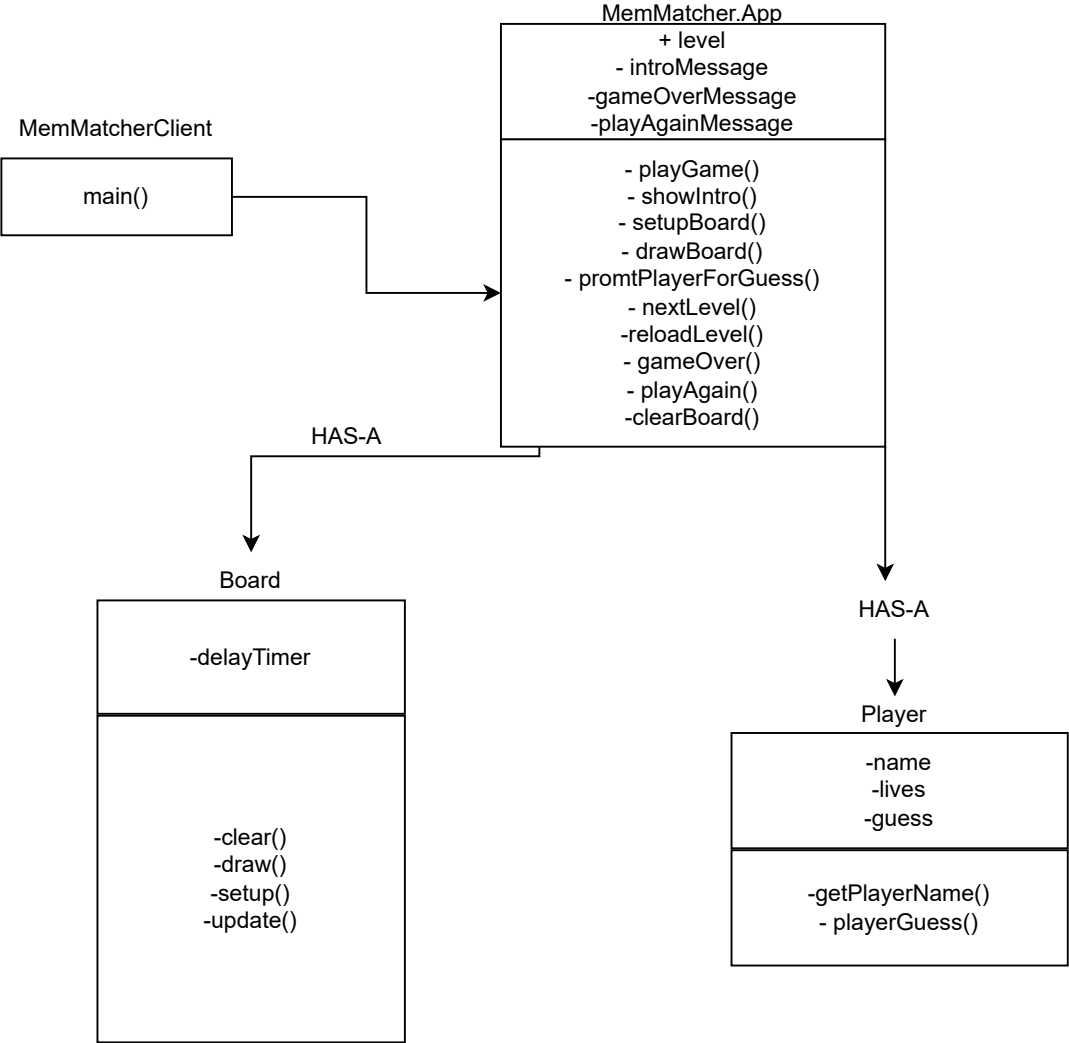 MemMatcher.App
+ level
- introMessage
-gameOverMessage
-playAgainMessage
- playGame()
- showIntro()
- setupBoard()
- drawBoard()
- promtPlayerForGuess()
- nextLevel()
-reloadLevel()
- gameOver()
- playAgain()
-clearBoard()
MemMatcherClient
main()
HAS-A
Board
-delayTimer
-clear()
-draw()
-setup()
-update()
HAS-A
Player
-name
-lives
-guess
-getPlayerName()
- playerGuess()